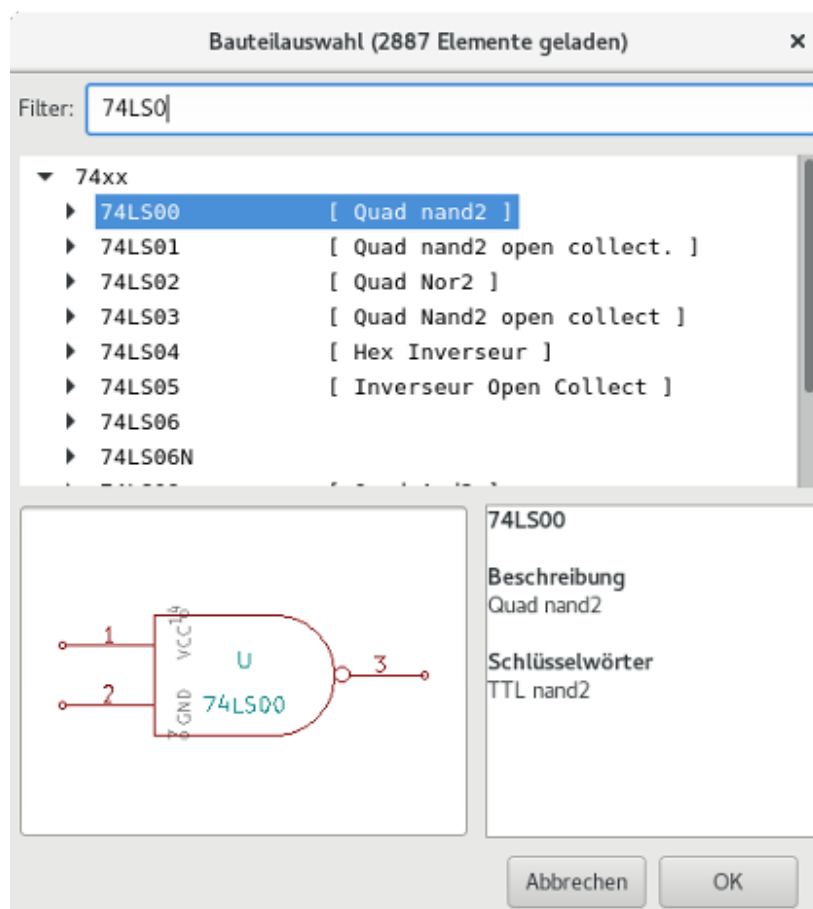 Bauteilauswahl (2887 Elemente geladen)
Filter: 74LS0
74xx
74LS00 [ Quad nand2 ]
74LS01 [ Quad nand2 open collect. ]
74LS02 [ Quad Nor2 ]
74LS03 [ Quad Nand2 open collect ]
74LS04 [ Hex Inverseur ]
74LS05 [ Inverseur Open Collect ]
74LS06
74LS06N
74LS00
Beschreibung
Quad nand2
Schlüsselwörter
TTL nand2
14
VCC
1
U
3
2
GND
74LS00
7
Abbrechen OK